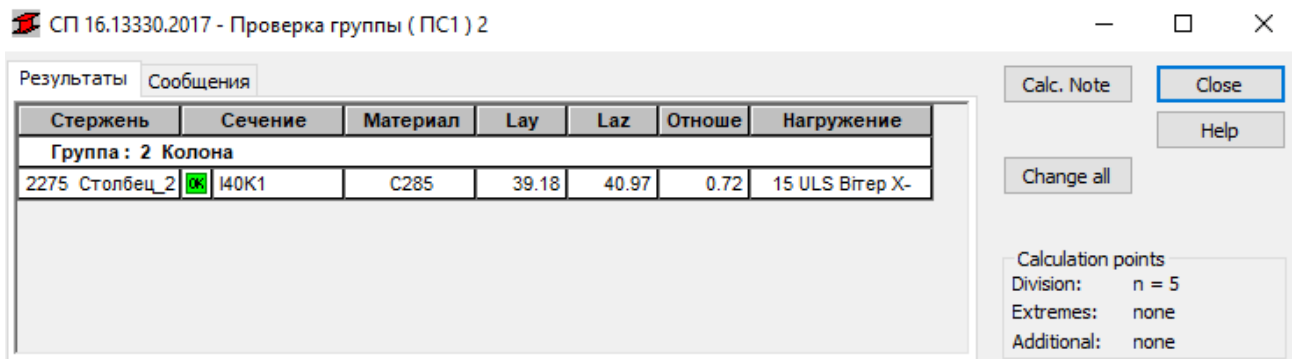 СП 16.13330.2017 - Проверка группы ( ПС1 ) 2
Результаты Сообщения
Calc. Note Close
Help
Change all
Стержень Сечение Материал Lay Laz Отноше Нагружение
Группа : 2 Колона
2275 Столбец_2 OK I40K1 C285 39.18 40.97 0.72 15 ULS Вітер X-
Calculation points
Division: n = 5
Extremes: none
Additional: none